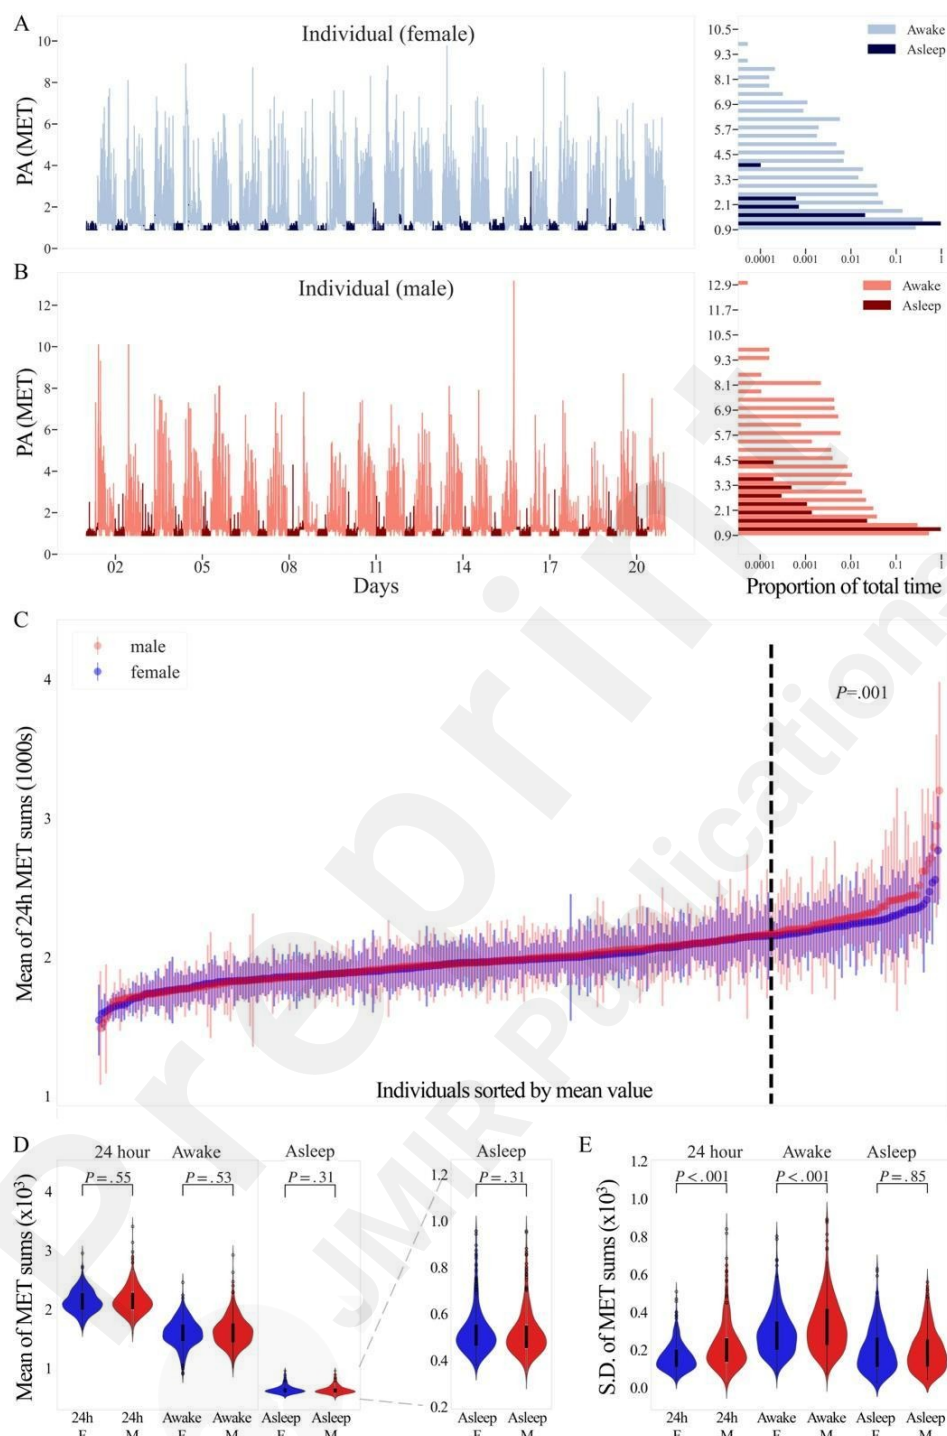 A
Individual (female)
PA (MET)
10
8
6
4
2
0
Awake
Asleep
10.5
9.3
8.1
6.9
5.7
4.5
3.3
2.1
0.9
0.0001 0.001 0.01 0.1 1
B
Individual (male)
PA (MET)
12
10
8
6
4
2
0
02 05 08 11 14 17 20
Days
Awake
Asleep
12.9
11.7
10.5
9.3
8.1
6.9
5.7
4.5
3.3
2.1
0.9
0.0001 0.001 0.01 0.1 1
Proportion of total time
C
male
female
P=.001
Mean of 24h MET sums (1000s)
4
3
2
1
Individuals sorted by mean value
D
24 hour Awake Asleep
P=.55 P=.53 P=.31
Mean of MET sums (x10³)
4
3
2
1
24h 24h Awake Awake Asleep Asleep
F M F M F M
1.2
1.0
0.8
0.6
0.4
0.2
P=.31
Asleep Asleep
F M
E
24 hour Awake Asleep
P<.001 P<.001 P=.85
S.D. of MET sums (x10³)
1.2
1.0
0.8
0.6
0.4
0.2
0.0
24h 24h Awake Awake Asleep Asleep
F M F M F M
Preprint
JMIR Publications